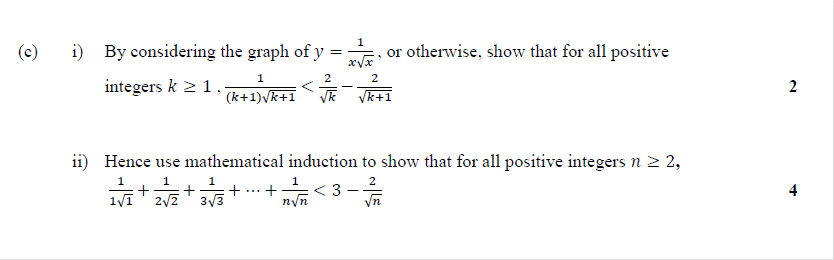 (c) i) By considering the graph of y = 1/(x√x), or otherwise, show that for all positive
integers k ≥ 1, 1/((k+1)√(k+1)) < 2/√k − 2/√(k+1) 2
ii) Hence use mathematical induction to show that for all positive integers n ≥ 2,
1/(1√1) + 1/(2√2) + 1/(3√3) + ⋯ + 1/(n√n) < 3 − 2/√n 4